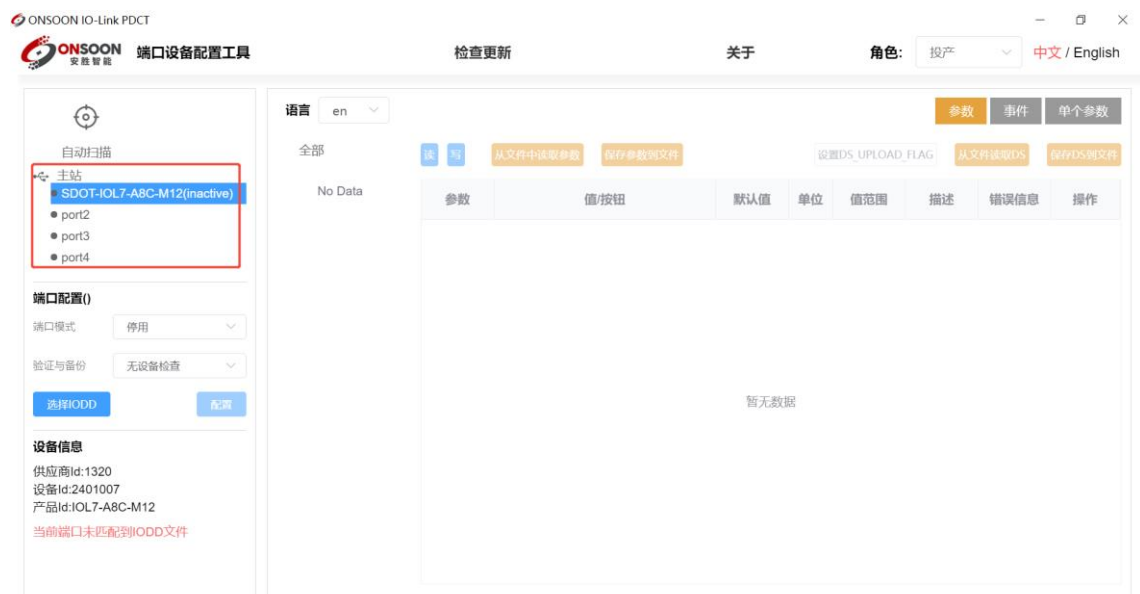 ONSOON IO-Link PDCT
ONSOON 安胜智能 端口设备配置工具 检查更新 关于 角色: 投产 中文 / English
自动扫描
主站
SDOT-IOL7-A8C-M12(inactive)
port2
port3
port4
端口配置()
端口模式 停用
验证与备份 无设备检查
选择IODD 配置
设备信息
供应商Id:1320
设备Id:2401007
产品Id:IOL7-A8C-M12
当前端口未匹配到IODD文件
语言 en 参数 事件 单个参数
全部 读 写 从文件中读取参数 保存参数到文件 设置DS_UPLOAD_FLAG 从文件读取DS 保存DS到文件
No Data
参数 值/按钮 默认值 单位 值范围 描述 错误信息 操作
暂无数据